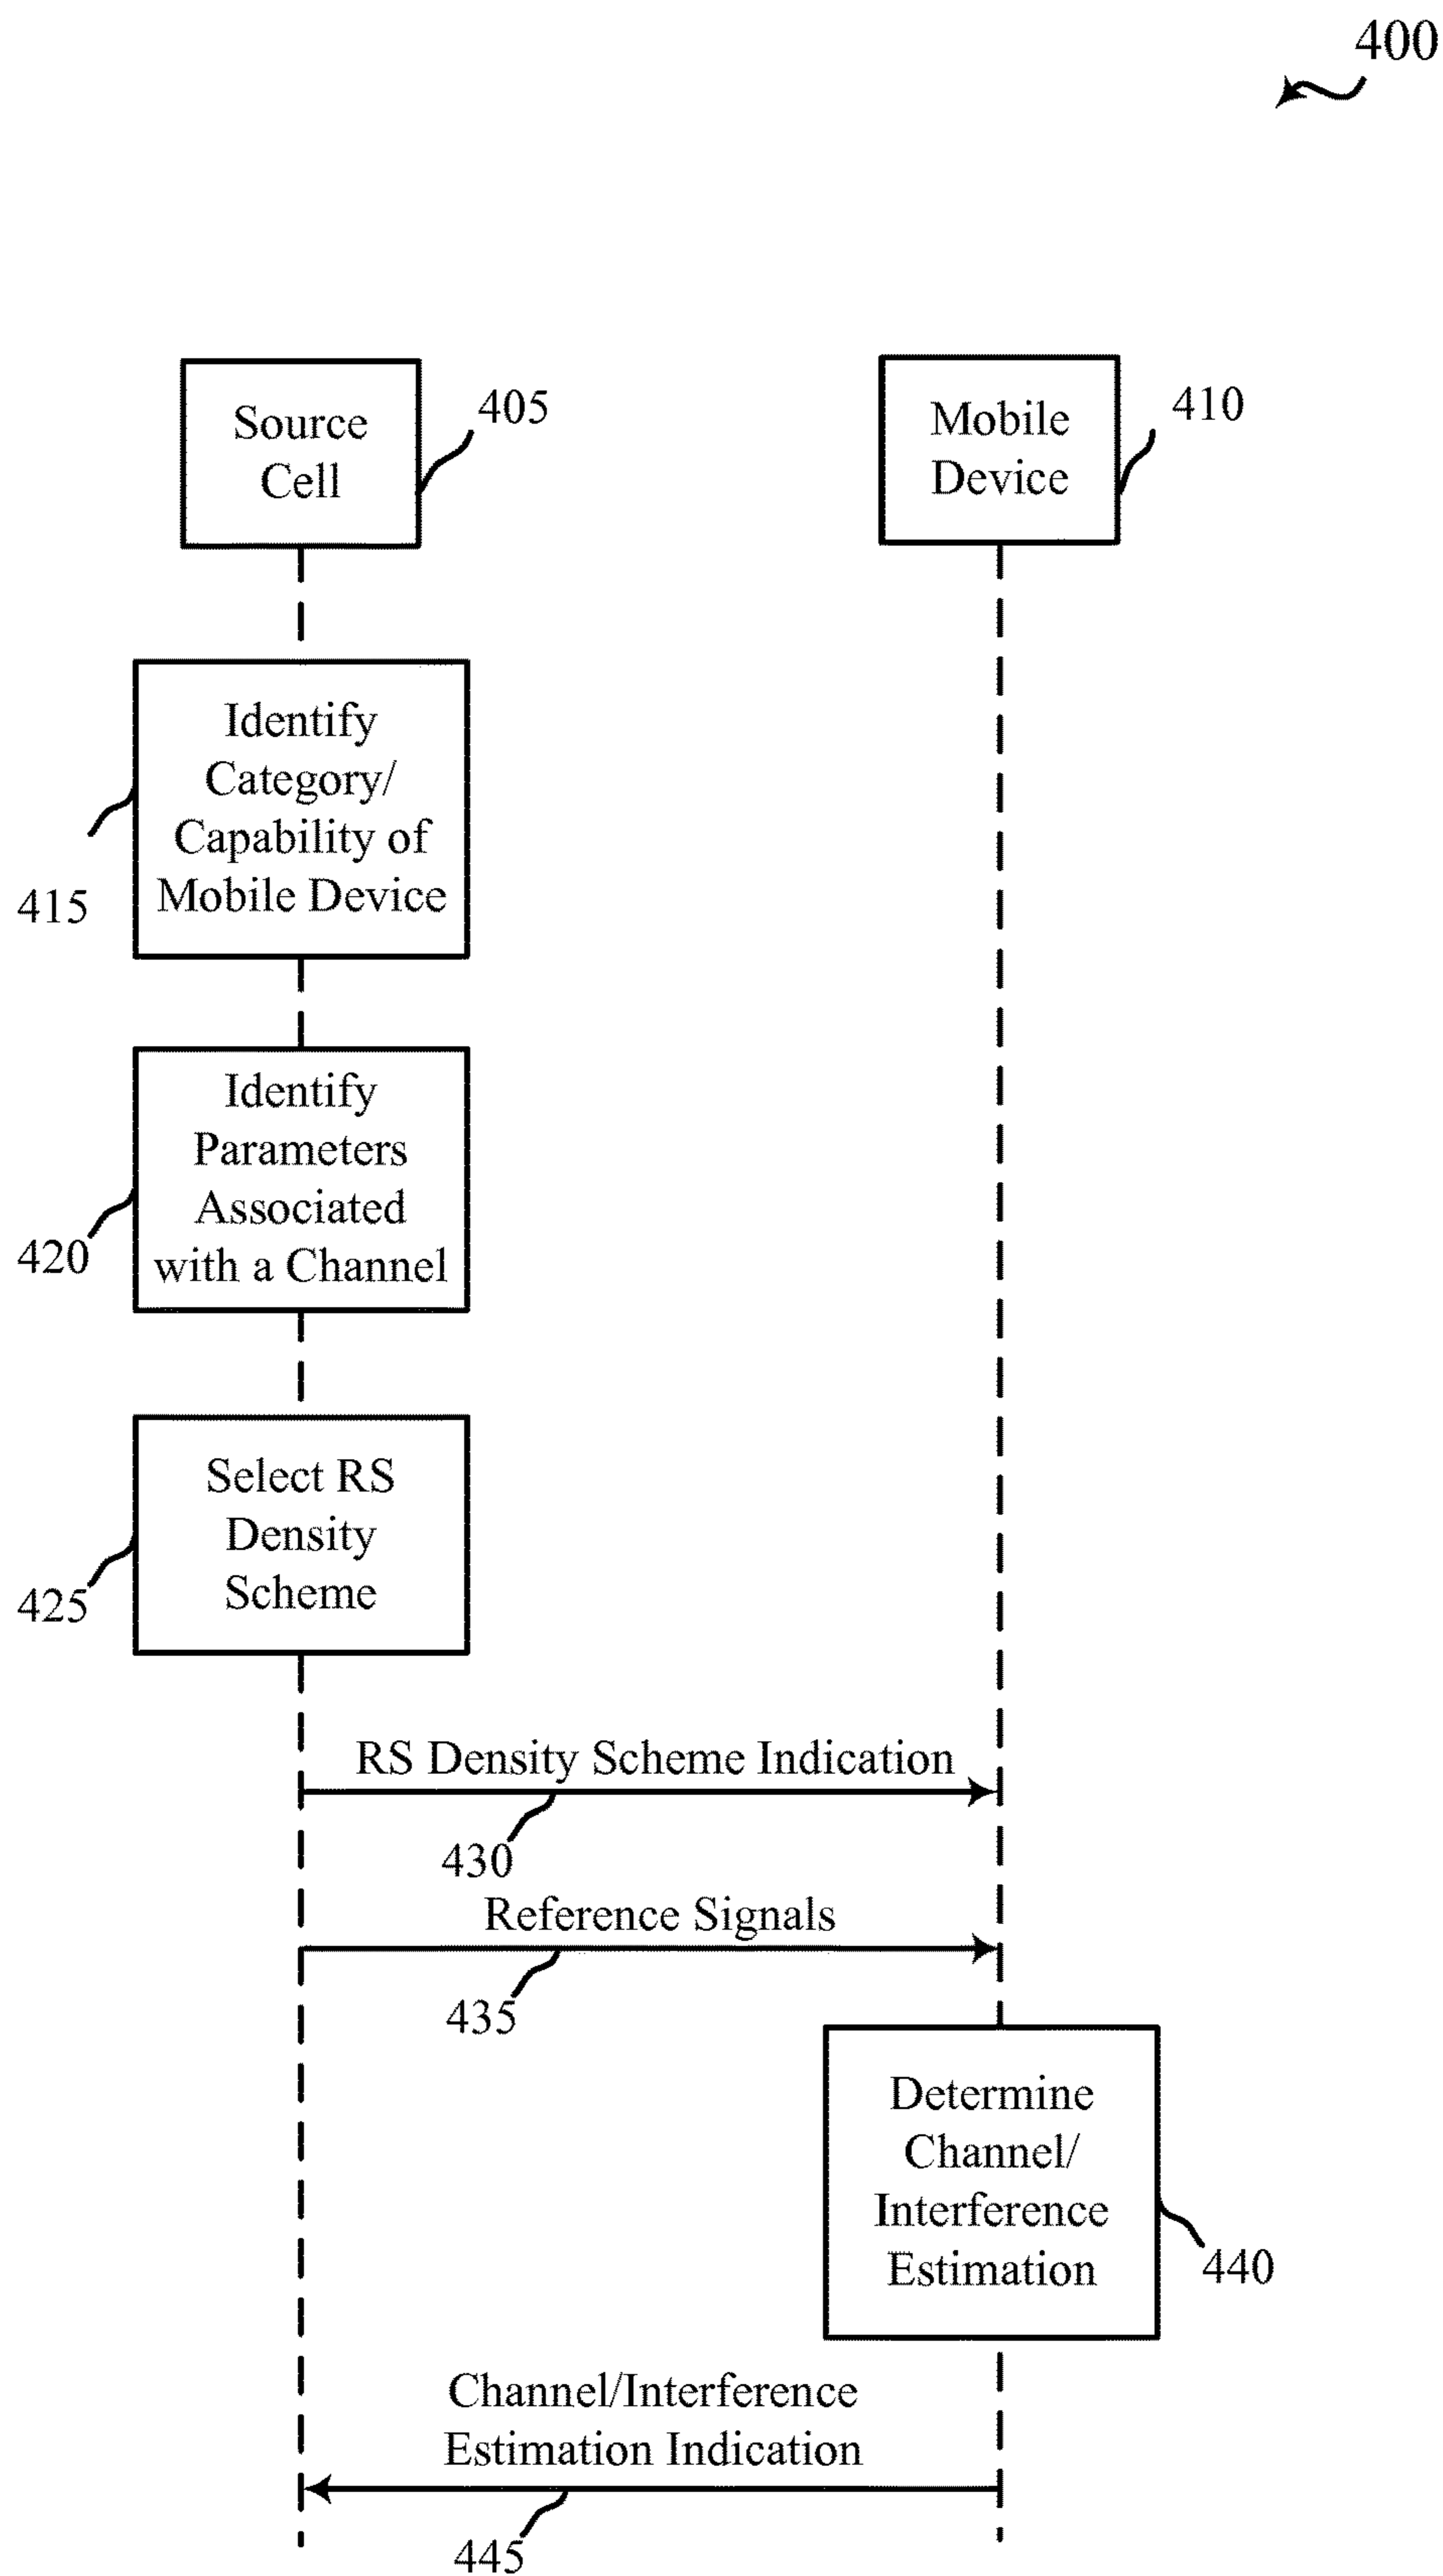 400
Source
Cell
405
Mobile
Device
410
Identify
Category/
Capability of
Mobile Device
415
Identify
Parameters
Associated
with a Channel
420
Select RS
Density
Scheme
425
RS Density Scheme Indication
430
Reference Signals
435
Determine
Channel/
Interference
Estimation
440
Channel/Interference
Estimation Indication
445